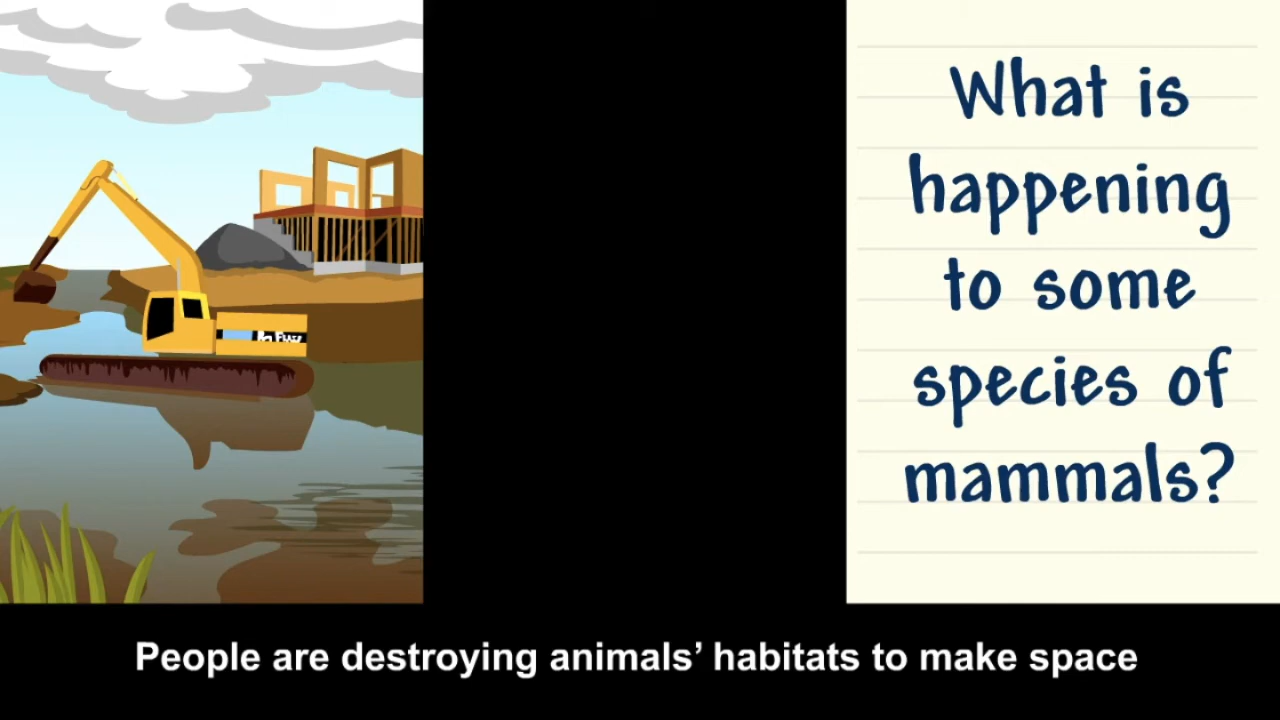 What is
happening
to some
species of
mammals?
People are destroying animals’ habitats to make space